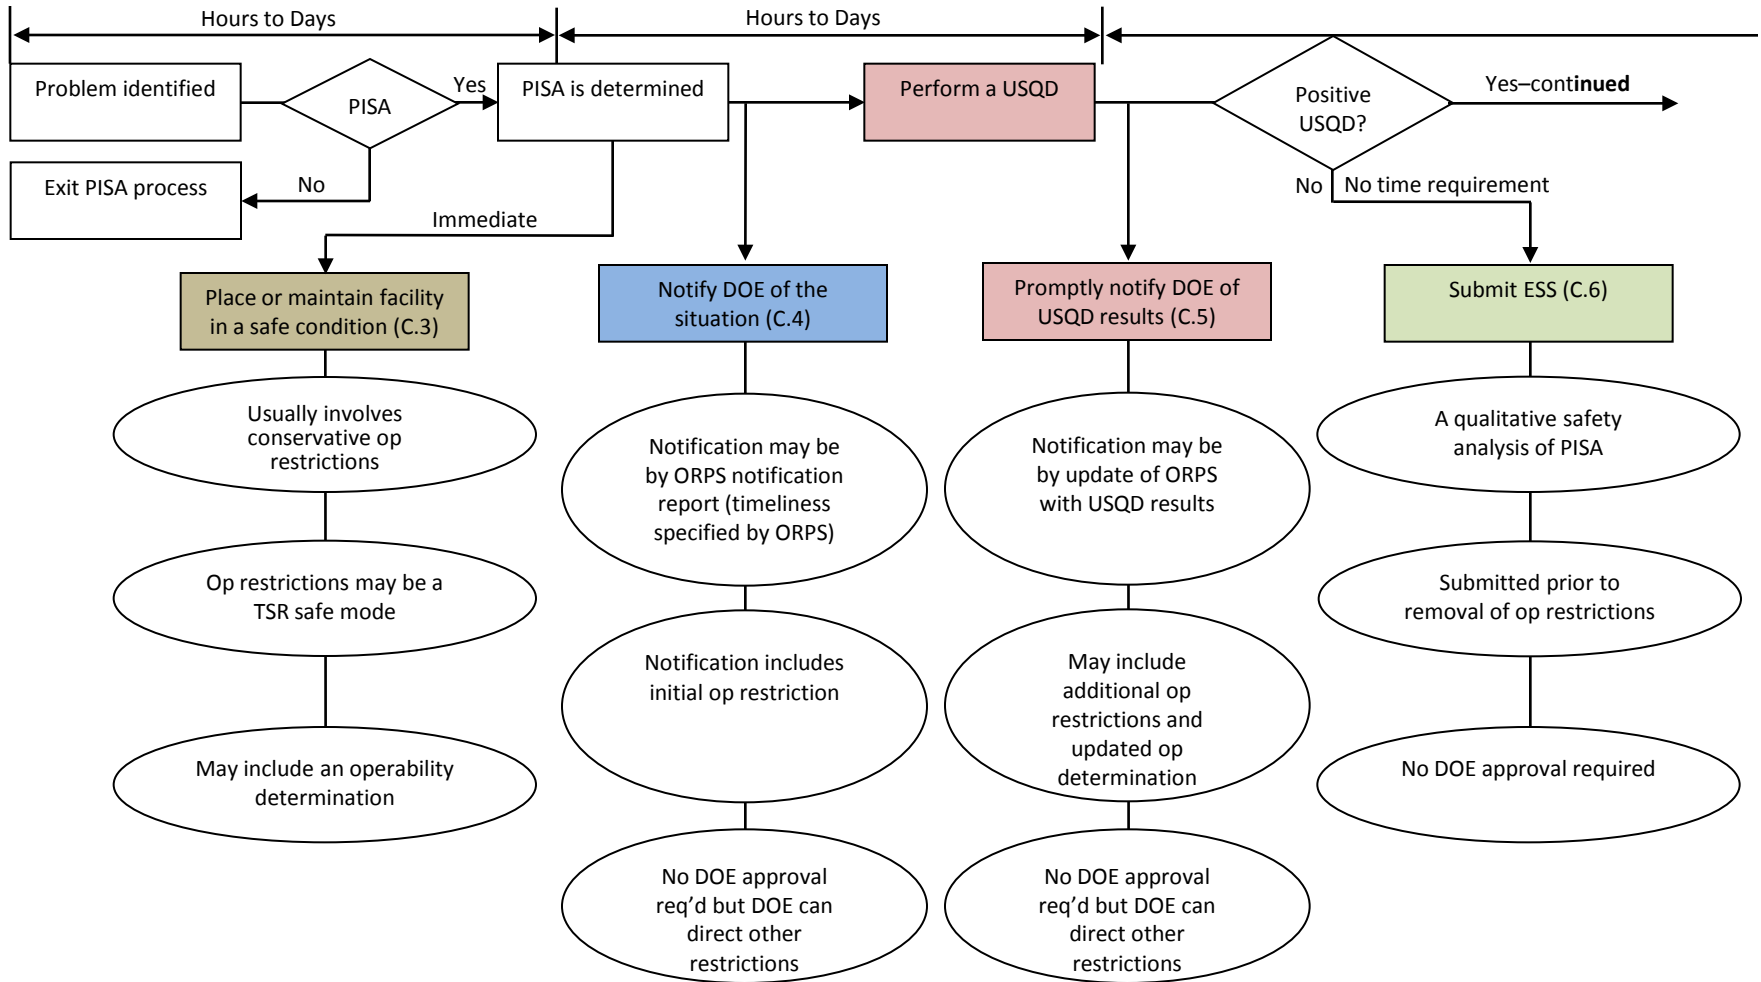 Hours to Days
Hours to Days
Problem identified
PISA
Yes
PISA is determined
Perform a USQD
Positive
USQD?
Yes–continued
Exit PISA process
No
No
No time requirement
Immediate
Place or maintain facility
in a safe condition (C.3)
Notify DOE of the
situation (C.4)
Promptly notify DOE of
USQD results (C.5)
Submit ESS (C.6)
Usually involves
conservative op
restrictions
Op restrictions may be a
TSR safe mode
May include an operability
determination
Notification may be
by ORPS notification
report (timeliness
specified by ORPS)
Notification includes
initial op restriction
No DOE approval
req’d but DOE can
direct other
restrictions
Notification may be
by update of ORPS
with USQD results
May include
additional op
restrictions and
updated op
determination
No DOE approval
req’d but DOE can
direct other
restrictions
A qualitative safety
analysis of PISA
Submitted prior to
removal of op restrictions
No DOE approval required